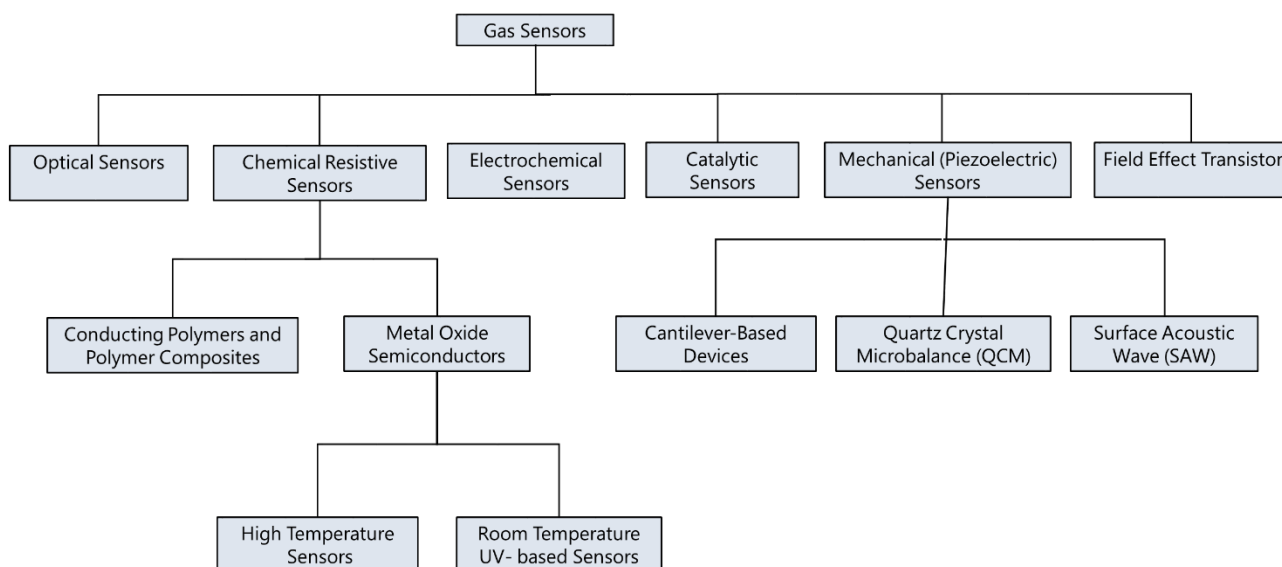 Gas Sensors
Optical Sensors
Chemical Resistive
Sensors
Electrochemical
Sensors
Catalytic
Sensors
Mechanical (Piezoelectric)
Sensors
Field Effect Transistor
Conducting Polymers and
Polymer Composites
Metal Oxide
Semiconductors
Cantilever-Based
Devices
Quartz Crystal
Microbalance (QCM)
Surface Acoustic
Wave (SAW)
High Temperature
Sensors
Room Temperature
UV- based Sensors